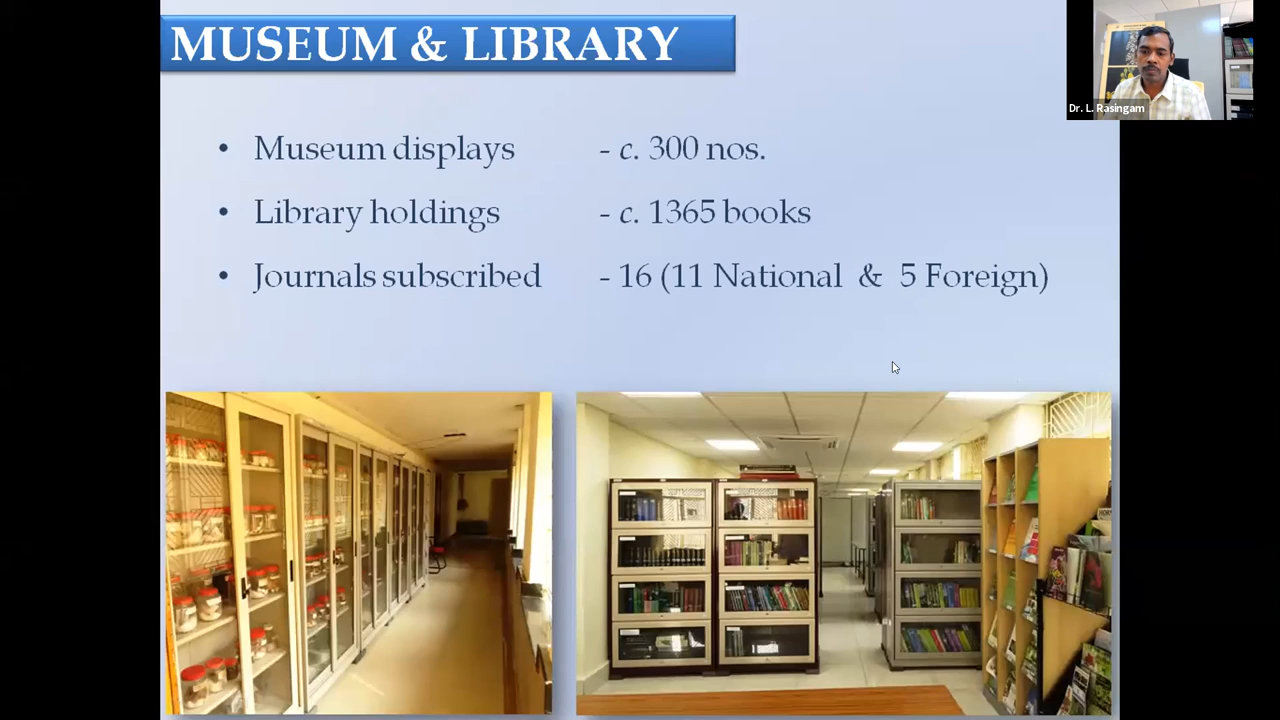 MUSEUM & LIBRARY
Dr. L. Rasingam
• Museum displays - c. 300 nos.
• Library holdings - c. 1365 books
• Journals subscribed - 16 (11 National & 5 Foreign)